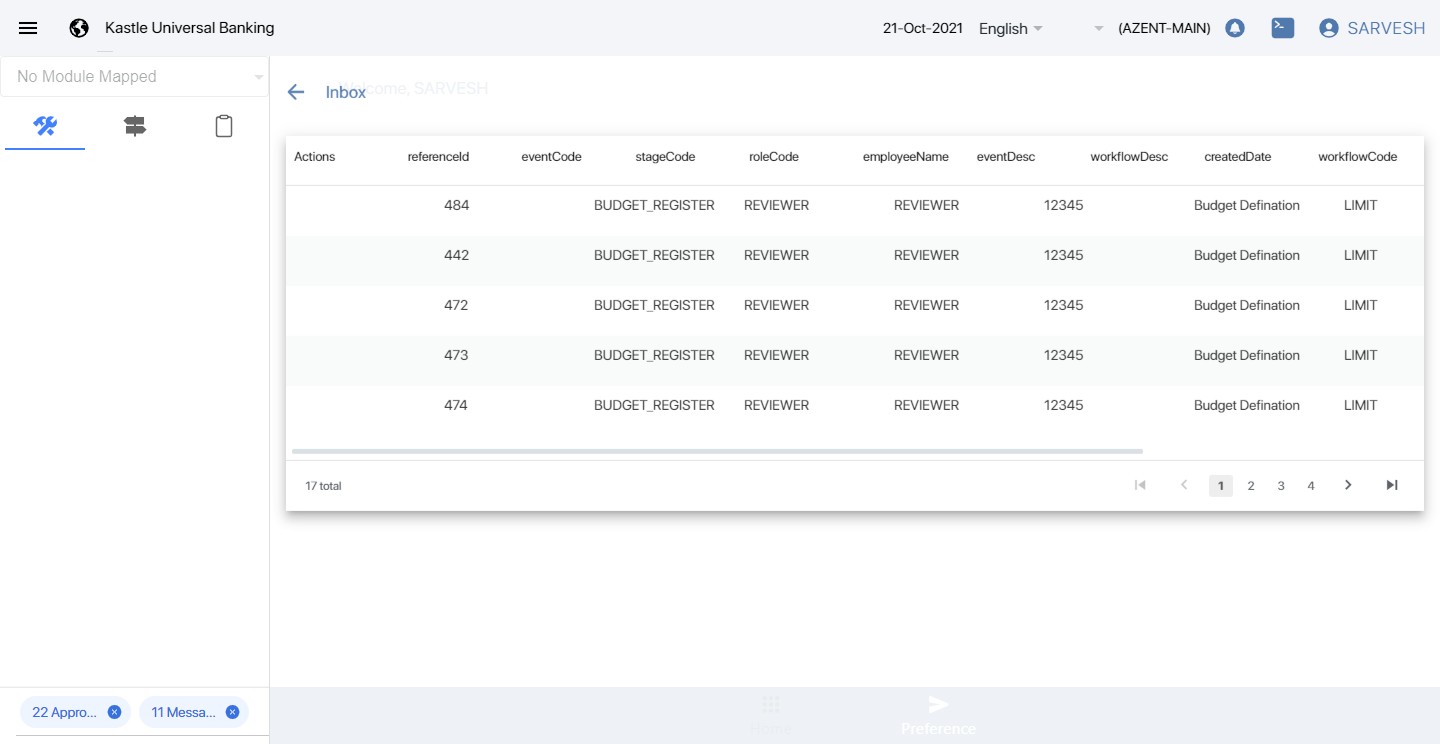 Kastle Universal Banking
21-Oct-2021 English (AZENT-MAIN) SARVESH
No Module Mapped
Inbox
Welcome, SARVESH
Actions referenceId eventCode stageCode roleCode employeeName eventDesc workflowDesc createdDate workflowCode
484 BUDGET_REGISTER REVIEWER REVIEWER 12345 Budget Defination LIMIT
442 BUDGET_REGISTER REVIEWER REVIEWER 12345 Budget Defination LIMIT
472 BUDGET_REGISTER REVIEWER REVIEWER 12345 Budget Defination LIMIT
473 BUDGET_REGISTER REVIEWER REVIEWER 12345 Budget Defination LIMIT
474 BUDGET_REGISTER REVIEWER REVIEWER 12345 Budget Defination LIMIT
17 total 1 2 3 4
22 Appro... 11 Messa...
Home Preference